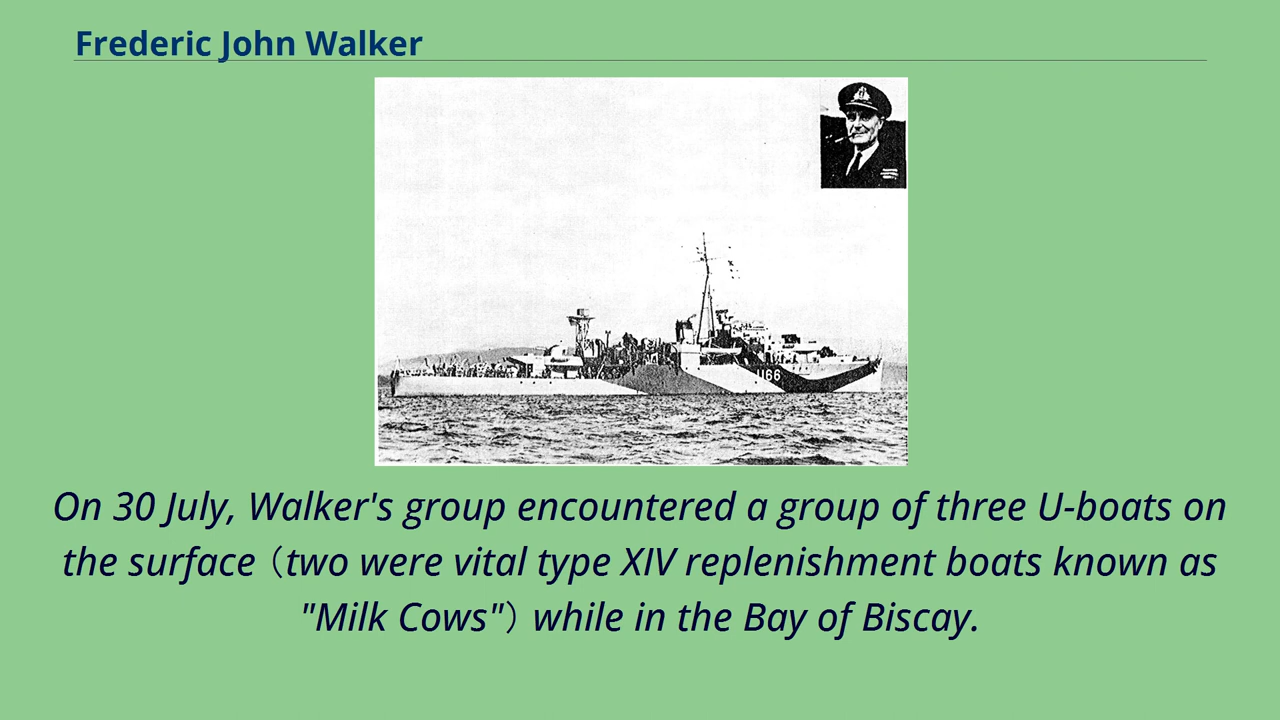 Frederic John Walker
U66
On 30 July, Walker's group encountered a group of three U-boats on
the surface（two were vital type XIV replenishment boats known as
"Milk Cows"）while in the Bay of Biscay.